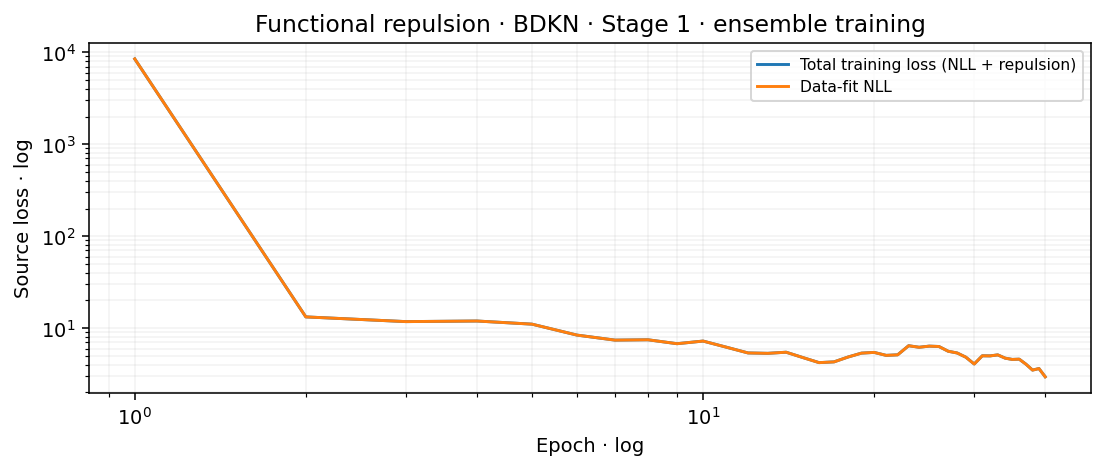 Functional repulsion · BDKN · Stage 1 · ensemble training
Total training loss (NLL + repulsion)
Data-fit NLL
Source loss · log
10⁴
10³
10²
10¹
10⁰
10¹
Epoch · log